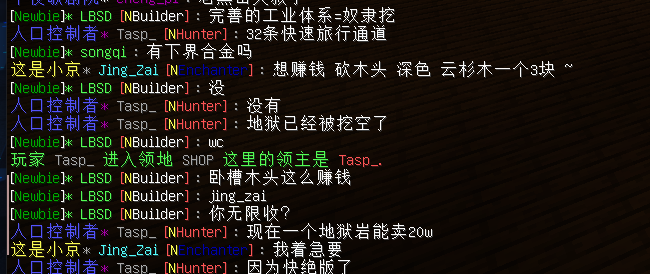 [Newbie]* LBSD [NBuilder] : 完善的工业体系=奴隶挖
人口控制者* Tasp_ [NHunter] : 32条快速旅行通道
[Newbie]* songqi : 有下界合金吗
这是小京* Jing_Zai [NEnchanter] : 想赚钱 砍木头 深色 云杉木一个3块 ~
[Newbie]* LBSD [NBuilder] : 没
人口控制者* Tasp_ [NHunter] : 没有
人口控制者* Tasp_ [NHunter] : 地狱已经被挖空了
[Newbie]* LBSD [NBuilder] : wc
玩家 Tasp_ 进入领地 SHOP 这里的领主是 Tasp_.
[Newbie]* LBSD [NBuilder] : 卧槽木头这么赚钱
[Newbie]* LBSD [NBuilder] : jing_zai
[Newbie]* LBSD [NBuilder] : 你无限收?
人口控制者* Tasp_ [NHunter] : 现在一个地狱岩能卖20w
这是小京* Jing_Zai [NEnchanter] : 我着急要
人口控制者* Tasp_ [NHunter] : 因为快绝版了